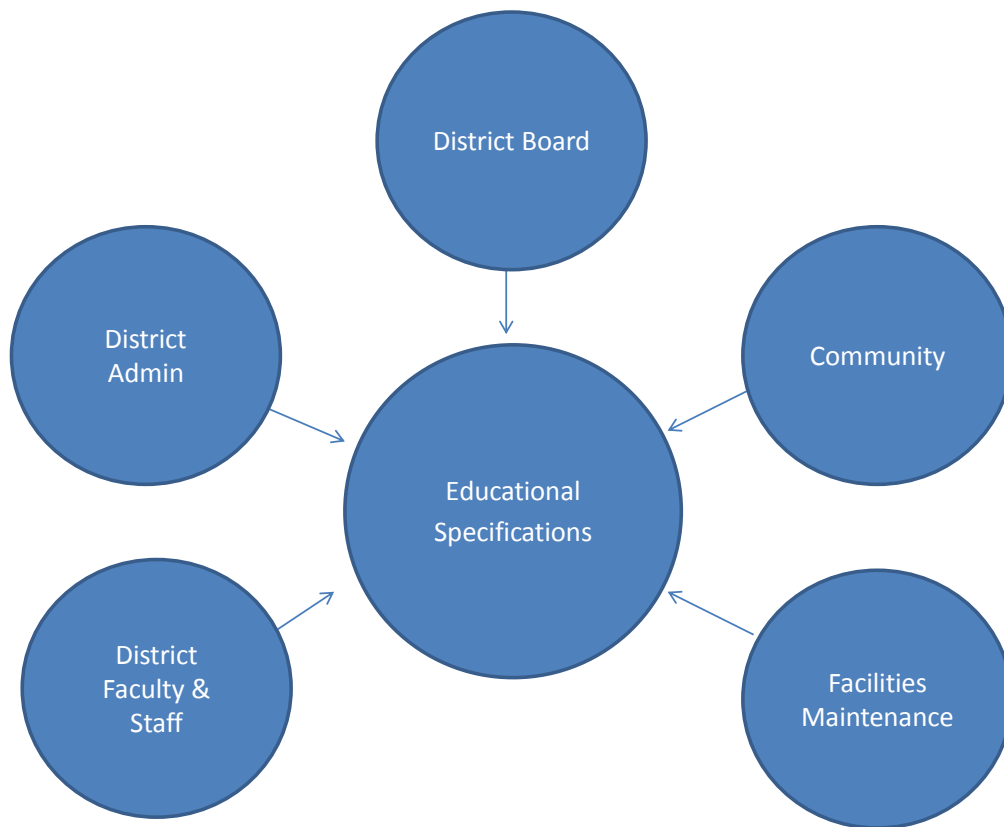 District Board
District
Admin
Community
Educational
Specifications
District
Faculty &
Staff
Facilities
Maintenance